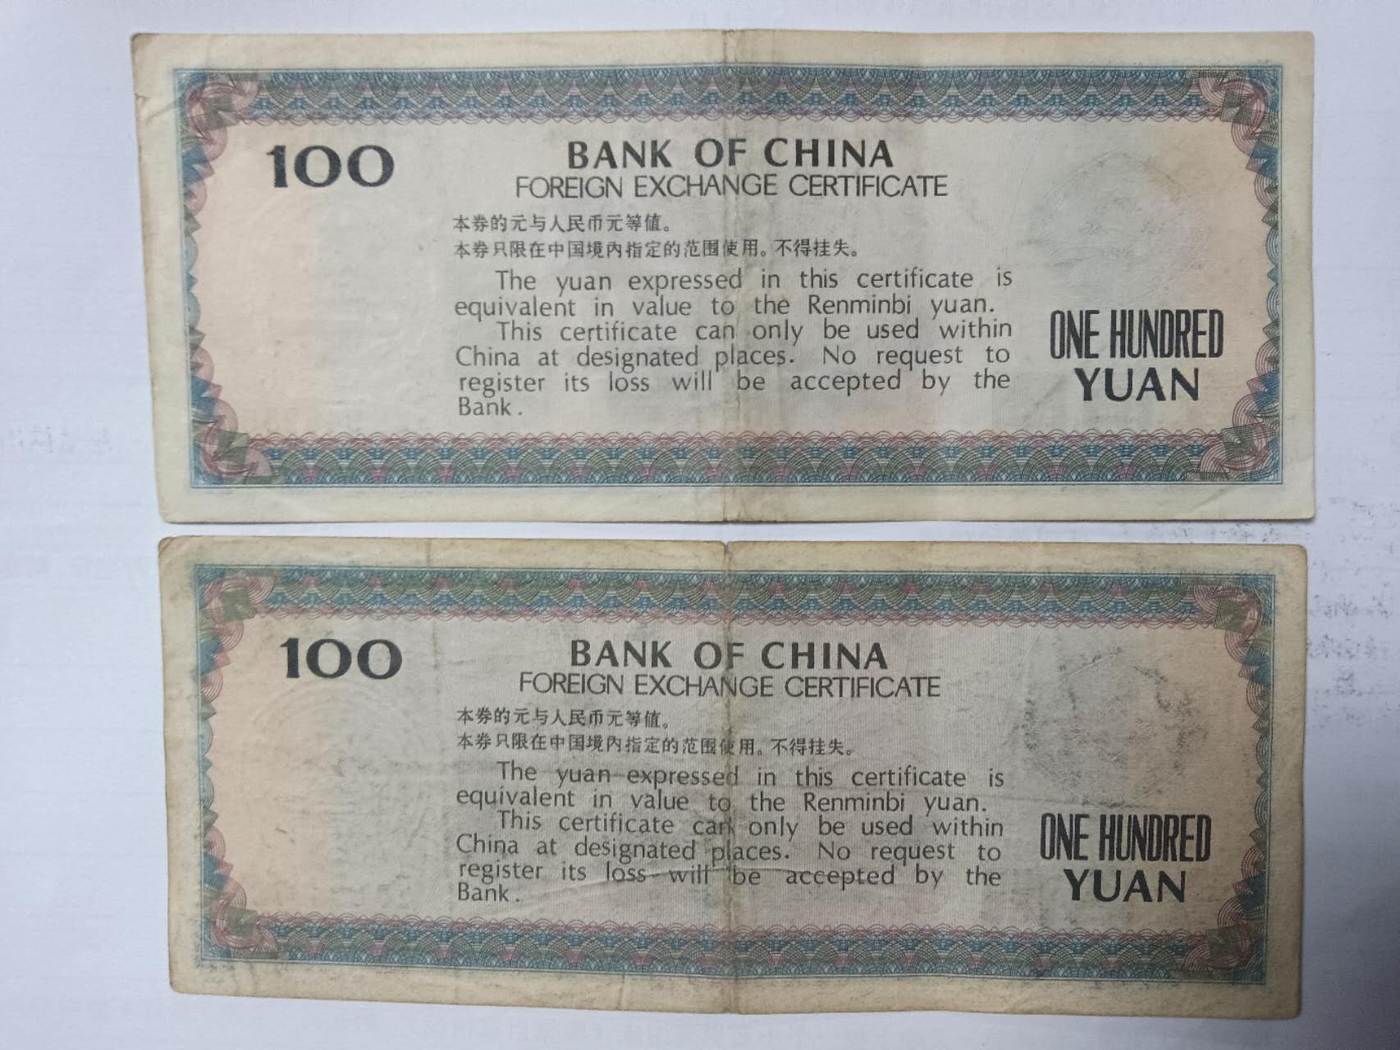 100
BANK OF CHINA
FOREIGN EXCHANGE CERTIFICATE
本券的元与人民币元等值。
本券只限在中国境内指定的范围使用。不得挂失。
The yuan expressed in this certificate is
equivalent in value to the Renminbi yuan.
This certificate can only be used within
China at designated places. No request to
register its loss will be accepted by the
Bank.
ONE HUNDRED
YUAN
100
BANK OF CHINA
FOREIGN EXCHANGE CERTIFICATE
本券的元与人民币元等值。
本券只限在中国境内指定的范围使用。不得挂失。
The yuan expressed in this certificate is
equivalent in value to the Renminbi yuan.
This certificate can only be used within
China at designated places. No request to
register its loss will be accepted by the
Bank.
ONE HUNDRED
YUAN